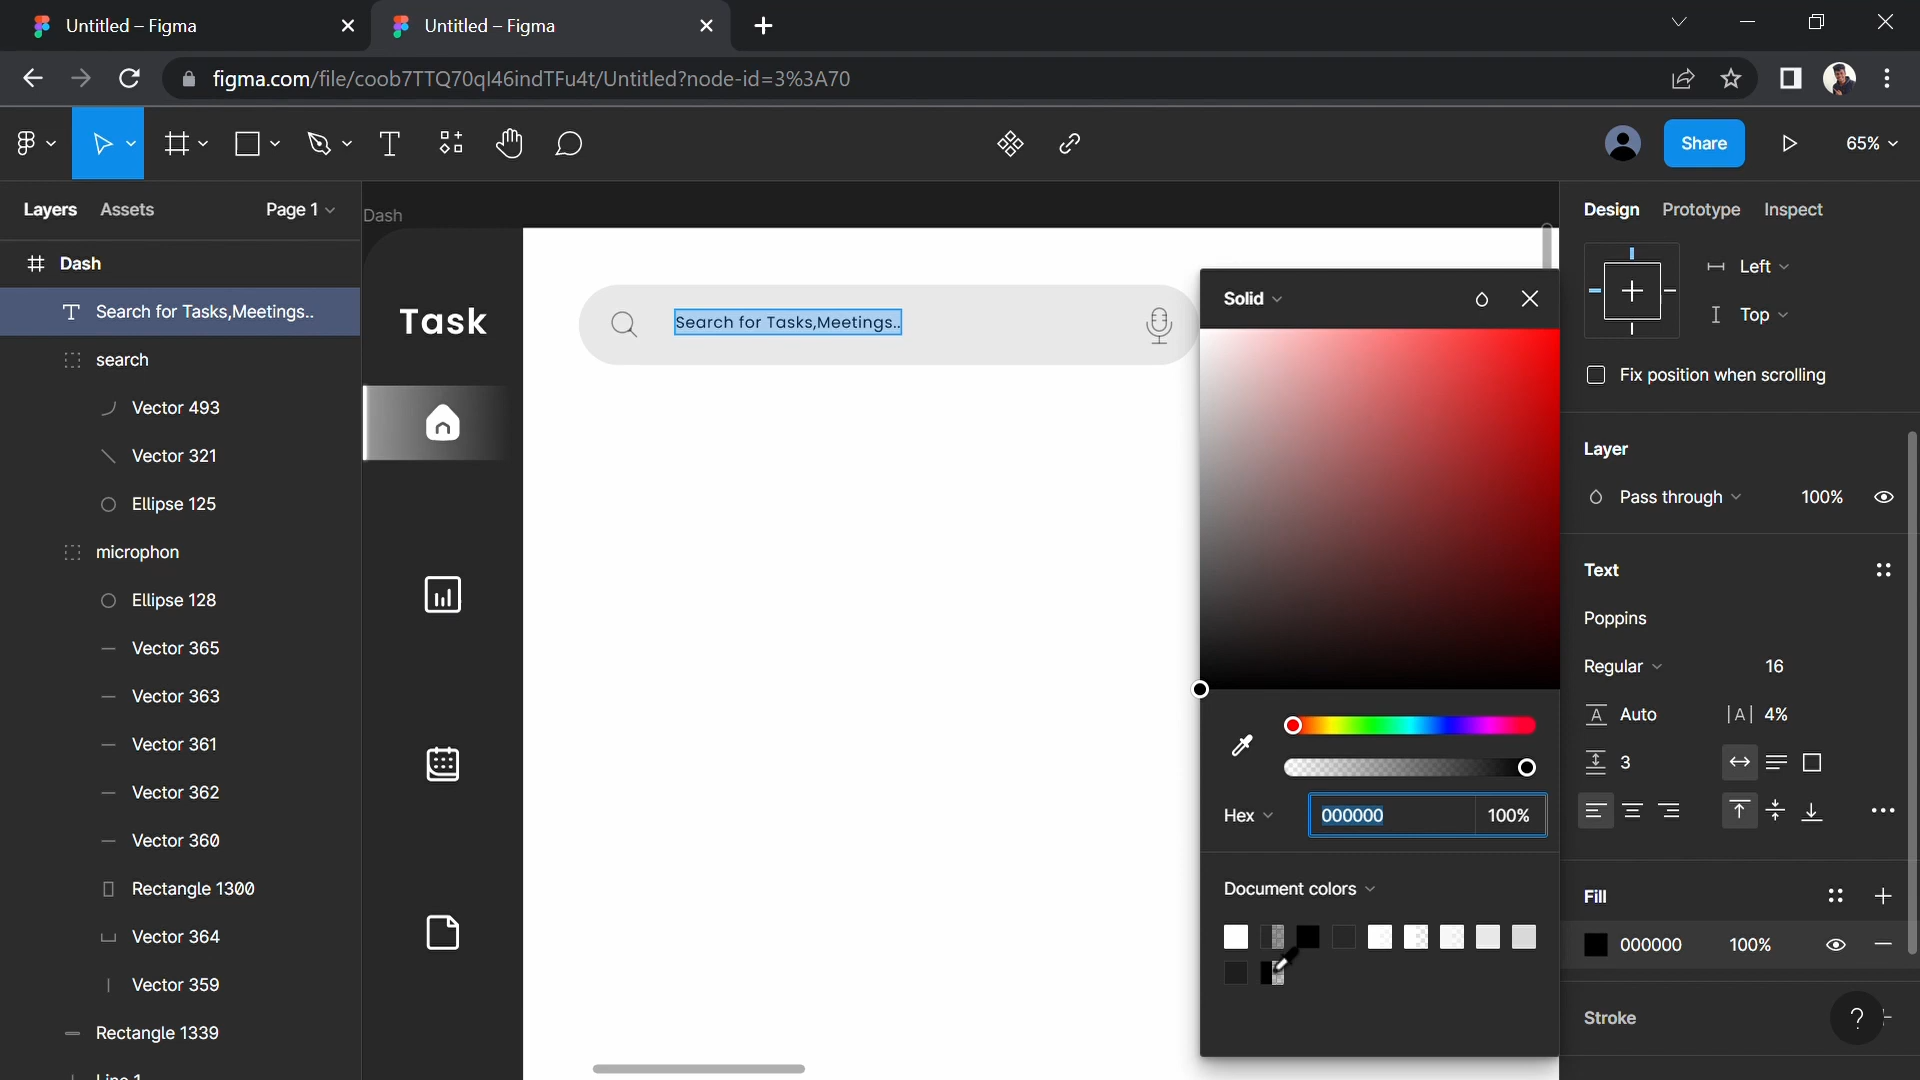 Untitled – Figma
Untitled – Figma
figma.com/file/coob7TTQ70qI46indTFu4t/Untitled?node-id=3%3A70
Share
65%
Layers
Assets
Page 1
Dash
Search for Tasks,Meetings..
search
Vector 493
Vector 321
Ellipse 125
microphon
Ellipse 128
Vector 365
Vector 363
Vector 361
Vector 362
Vector 360
Rectangle 1300
Vector 364
Vector 359
Rectangle 1339
Line 1
Dash
Task
Search for Tasks,Meetings..
Solid
Hex
000000
100%
Document colors
Design
Prototype
Inspect
Left
Top
Fix position when scrolling
Layer
Pass through
100%
Text
Poppins
Regular
16
Auto
4%
3
Fill
000000
100%
Stroke
?